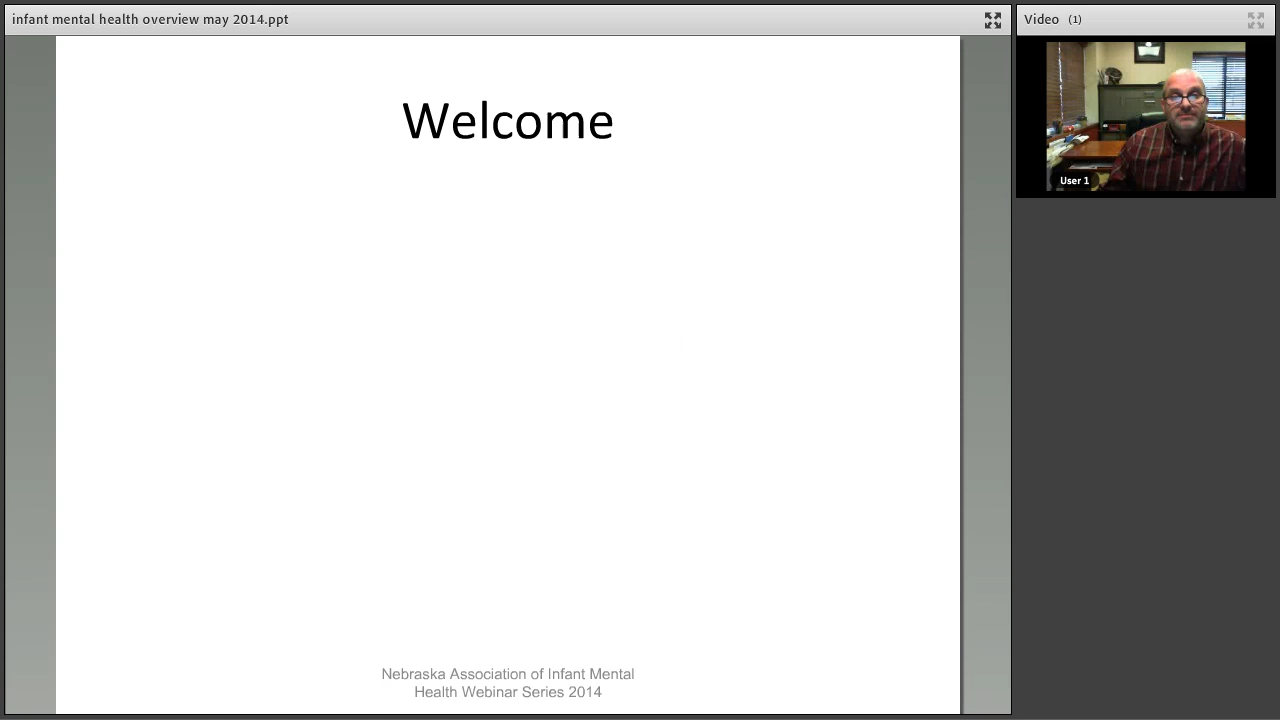 infant mental health overview may 2014.ppt
Video (1)
Welcome
User 1
Nebraska Association of Infant Mental
Health Webinar Series 2014